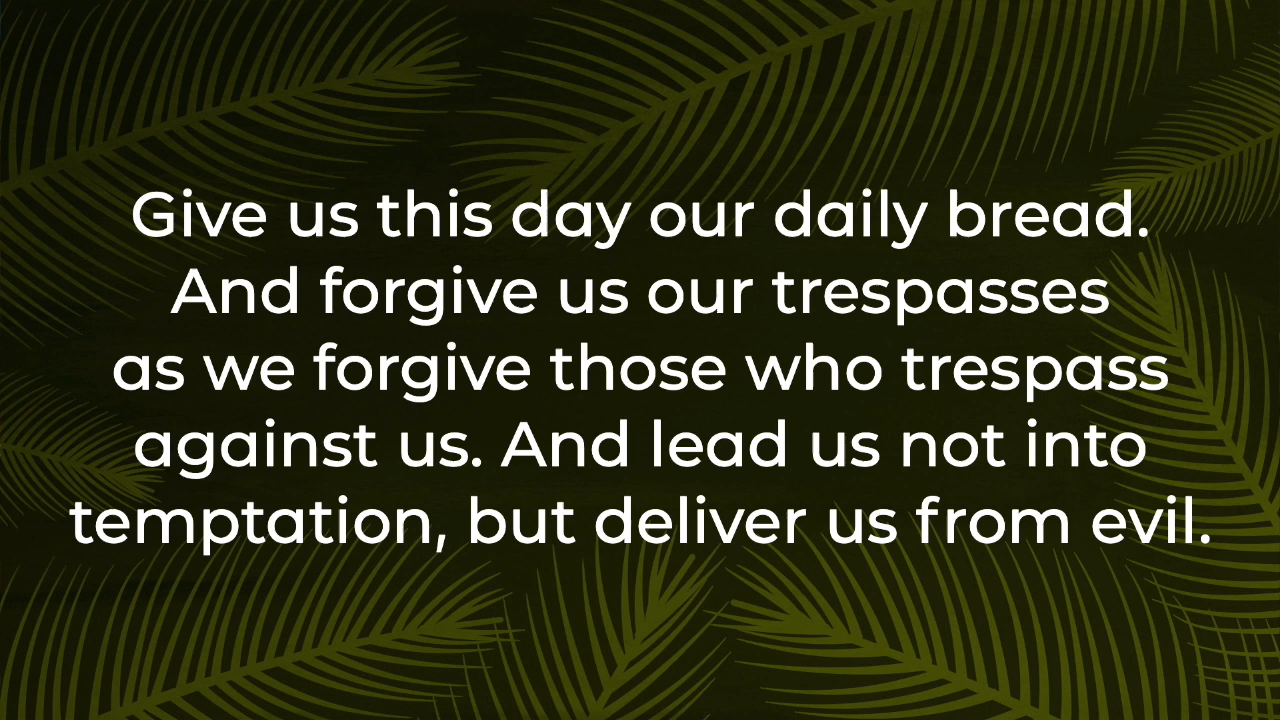 Give us this day our daily bread.
And forgive us our trespasses
as we forgive those who trespass
against us. And lead us not into
temptation, but deliver us from evil.